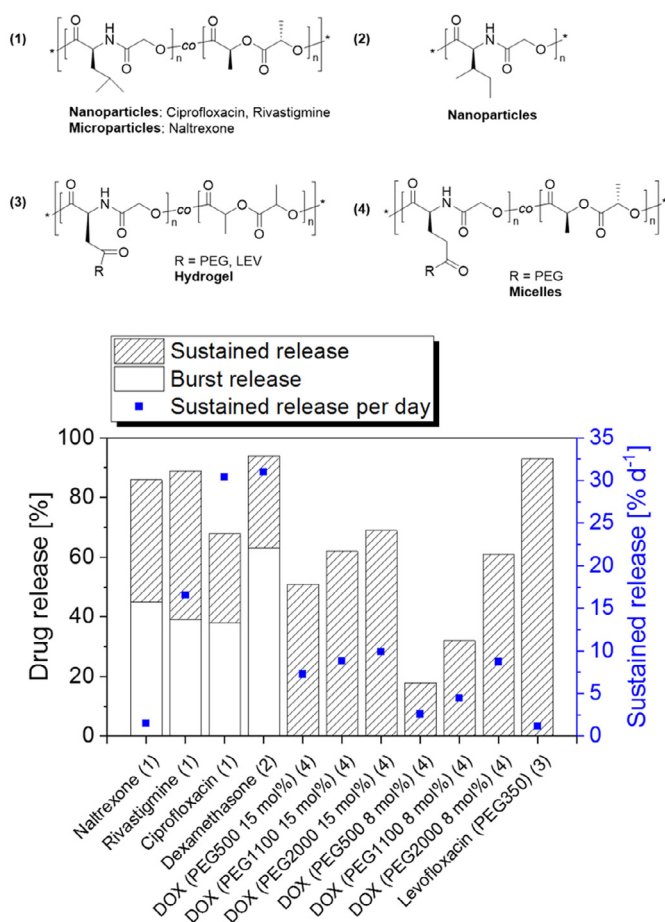 (1)
* O N H O O n co O O O O n *
Nanoparticles: Ciprofloxacin, Rivastigmine
Microparticles: Naltrexone
(2)
* O H N O O n *
Nanoparticles
(3)
* O H N O O n co O O O O n *
R O
R = PEG, LEV
Hydrogel
(4)
* O H N O O n co O O O O n *
R O
R = PEG
Micelles
Sustained release
Burst release
Sustained release per day
Drug release [%]
100
80
60
40
20
0
Sustained release [% d-1]
35
30
25
20
15
10
5
0
Naltrexone (1)
Rivastigmine (1)
Ciprofloxacin (1)
Dexamethasone (2)
DOX (PEG500 15 mol%) (4)
DOX (PEG1100 15 mol%) (4)
DOX (PEG2000 15 mol%) (4)
DOX (PEG500 8 mol%) (4)
DOX (PEG1100 8 mol%) (4)
DOX (PEG2000 8 mol%) (4)
Levofloxacin (PEG350) (3)